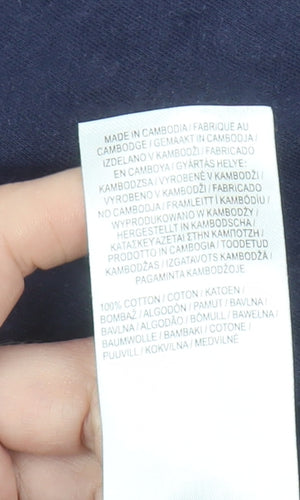 MADE IN CAMBODIA / FABRIQUE AU
CAMBODGE / GEMAAKT IN CAMBODJA /
IZDELANO V KAMBODŽI / FABRICADO
EN CAMBOYA / GYÁRTÁS HELYE:
KAMBODZSA / VYROBENÉ V KAMBODŽI /
VYROBENO V KAMBODŽI / FABRICADO
NO CAMBODJA / FRAMLEITT Í KAMBÓDÍU /
WYPRODUKOWANO W KAMBODŻY /
HERGESTELLT IN KAMBODSCHA /
ΚΑΤΑΣΚΕΥΑΖΕΤΑΙ ΣΤΗΝ ΚΑΜΠΟΤΖΗ /
PRODOTTO IN CAMBOGIA / TOODETUD
KAMBODŽAS / IZGATAVOTS KAMBODŽĀ /
PAGAMINTA KAMBODŽOJE
100% COTTON / COTON / KATOEN /
BOMBAŽ / ALGODÓN / PAMUT / BAVLNA /
BAVLNA / ALGODÃO / BÓMULL / BAWEŁNA /
BAUMWOLLE / ΒΑΜΒΑΚΙ / COTONE /
PUUVILL / KOKVILNA / MEDVILNĖ